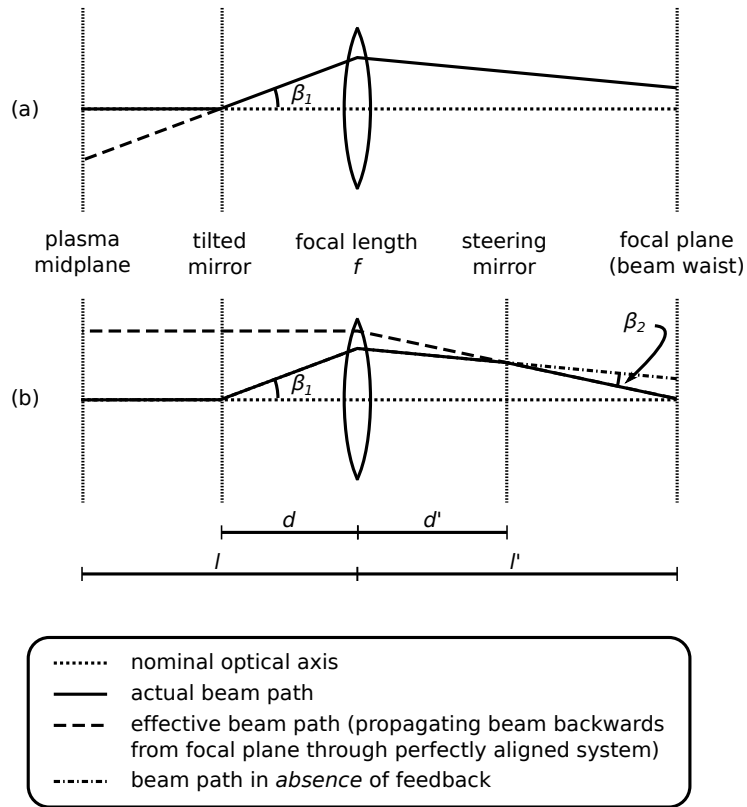 (a)
β1
plasma midplane
tilted mirror
focal length f
steering mirror
focal plane (beam waist)
β2
(b)
β1
d
d'
l
l'
nominal optical axis
actual beam path
effective beam path (propagating beam backwards
from focal plane through perfectly aligned system)
beam path in absence of feedback